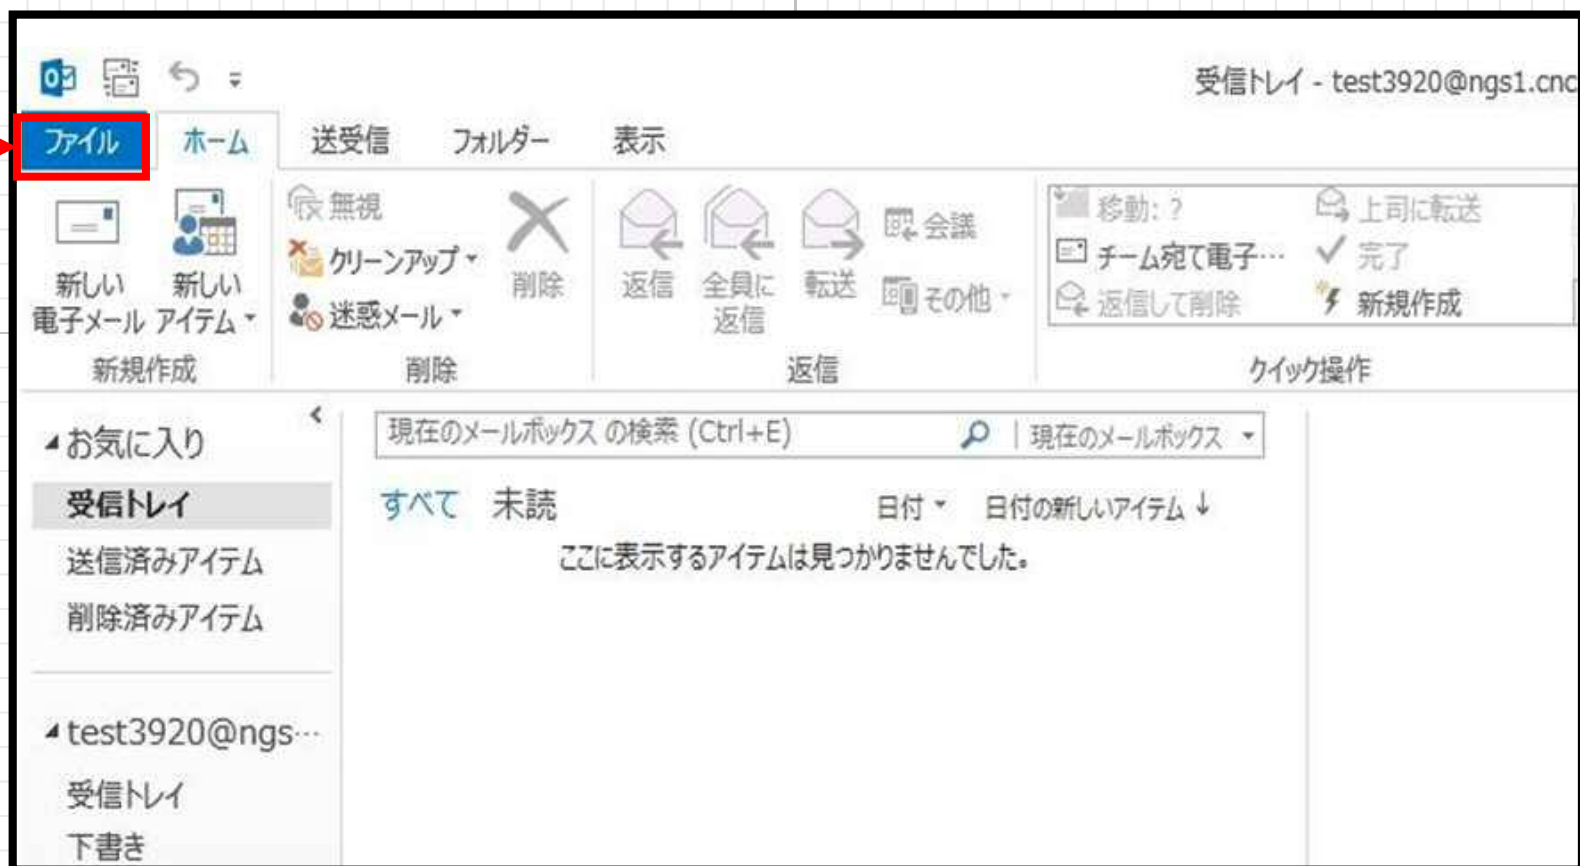 受信トレイ - test3920@ngs1.cnc
ファイル ホーム 送受信 フォルダー 表示
新しい
電子メール
新しい
アイテム
新規作成
無視
クリーンアップ
迷惑メール
削除
削除
返信
全員に
返信
転送
会議
その他
返信
移動: ?
チーム宛て電子…
返信して削除
上司に転送
完了
新規作成
クイック操作
お気に入り
受信トレイ
送信済みアイテム
削除済みアイテム
test3920@ngs…
受信トレイ
下書き
現在のメールボックス の検索 (Ctrl+E) 現在のメールボックス
すべて 未読 日付 日付の新しいアイテム ↓
ここに表示するアイテムは見つかりませんでした。